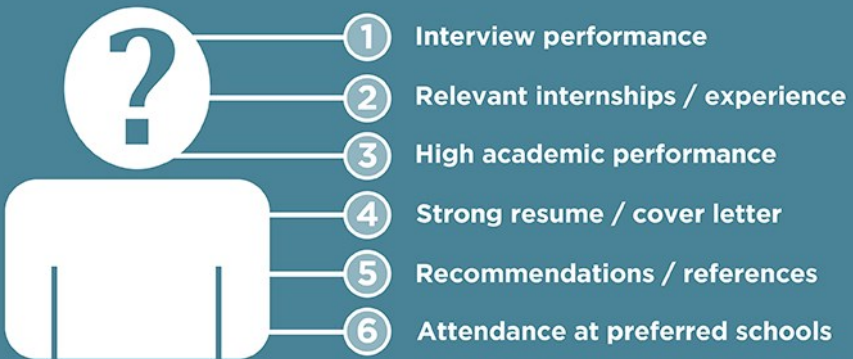 ?
1 Interview performance
2 Relevant internships / experience
3 High academic performance
4 Strong resume / cover letter
5 Recommendations / references
6 Attendance at preferred schools